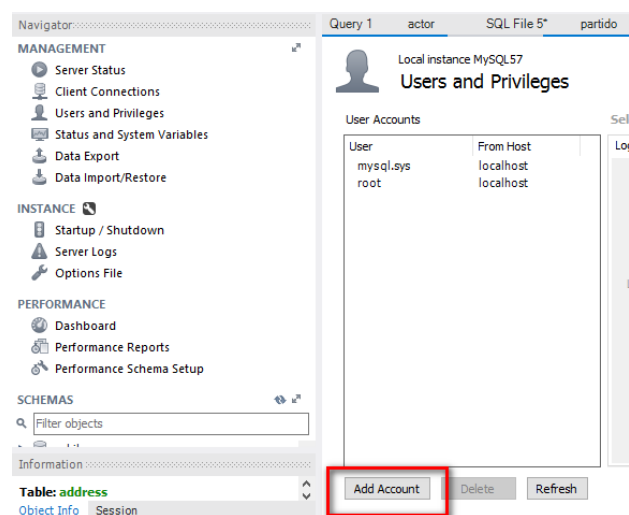 Navigator
MANAGEMENT
Server Status
Client Connections
Users and Privileges
Status and System Variables
Data Export
Data Import/Restore
INSTANCE
Startup / Shutdown
Server Logs
Options File
PERFORMANCE
Dashboard
Performance Reports
Performance Schema Setup
SCHEMAS
Filter objects
Information
Table: address
Object Info Session
Query 1 actor SQL File 5* partido
Local instance MySQL57
Users and Privileges
User Accounts
User From Host
mysql.sys localhost
root localhost
Add Account Delete Refresh